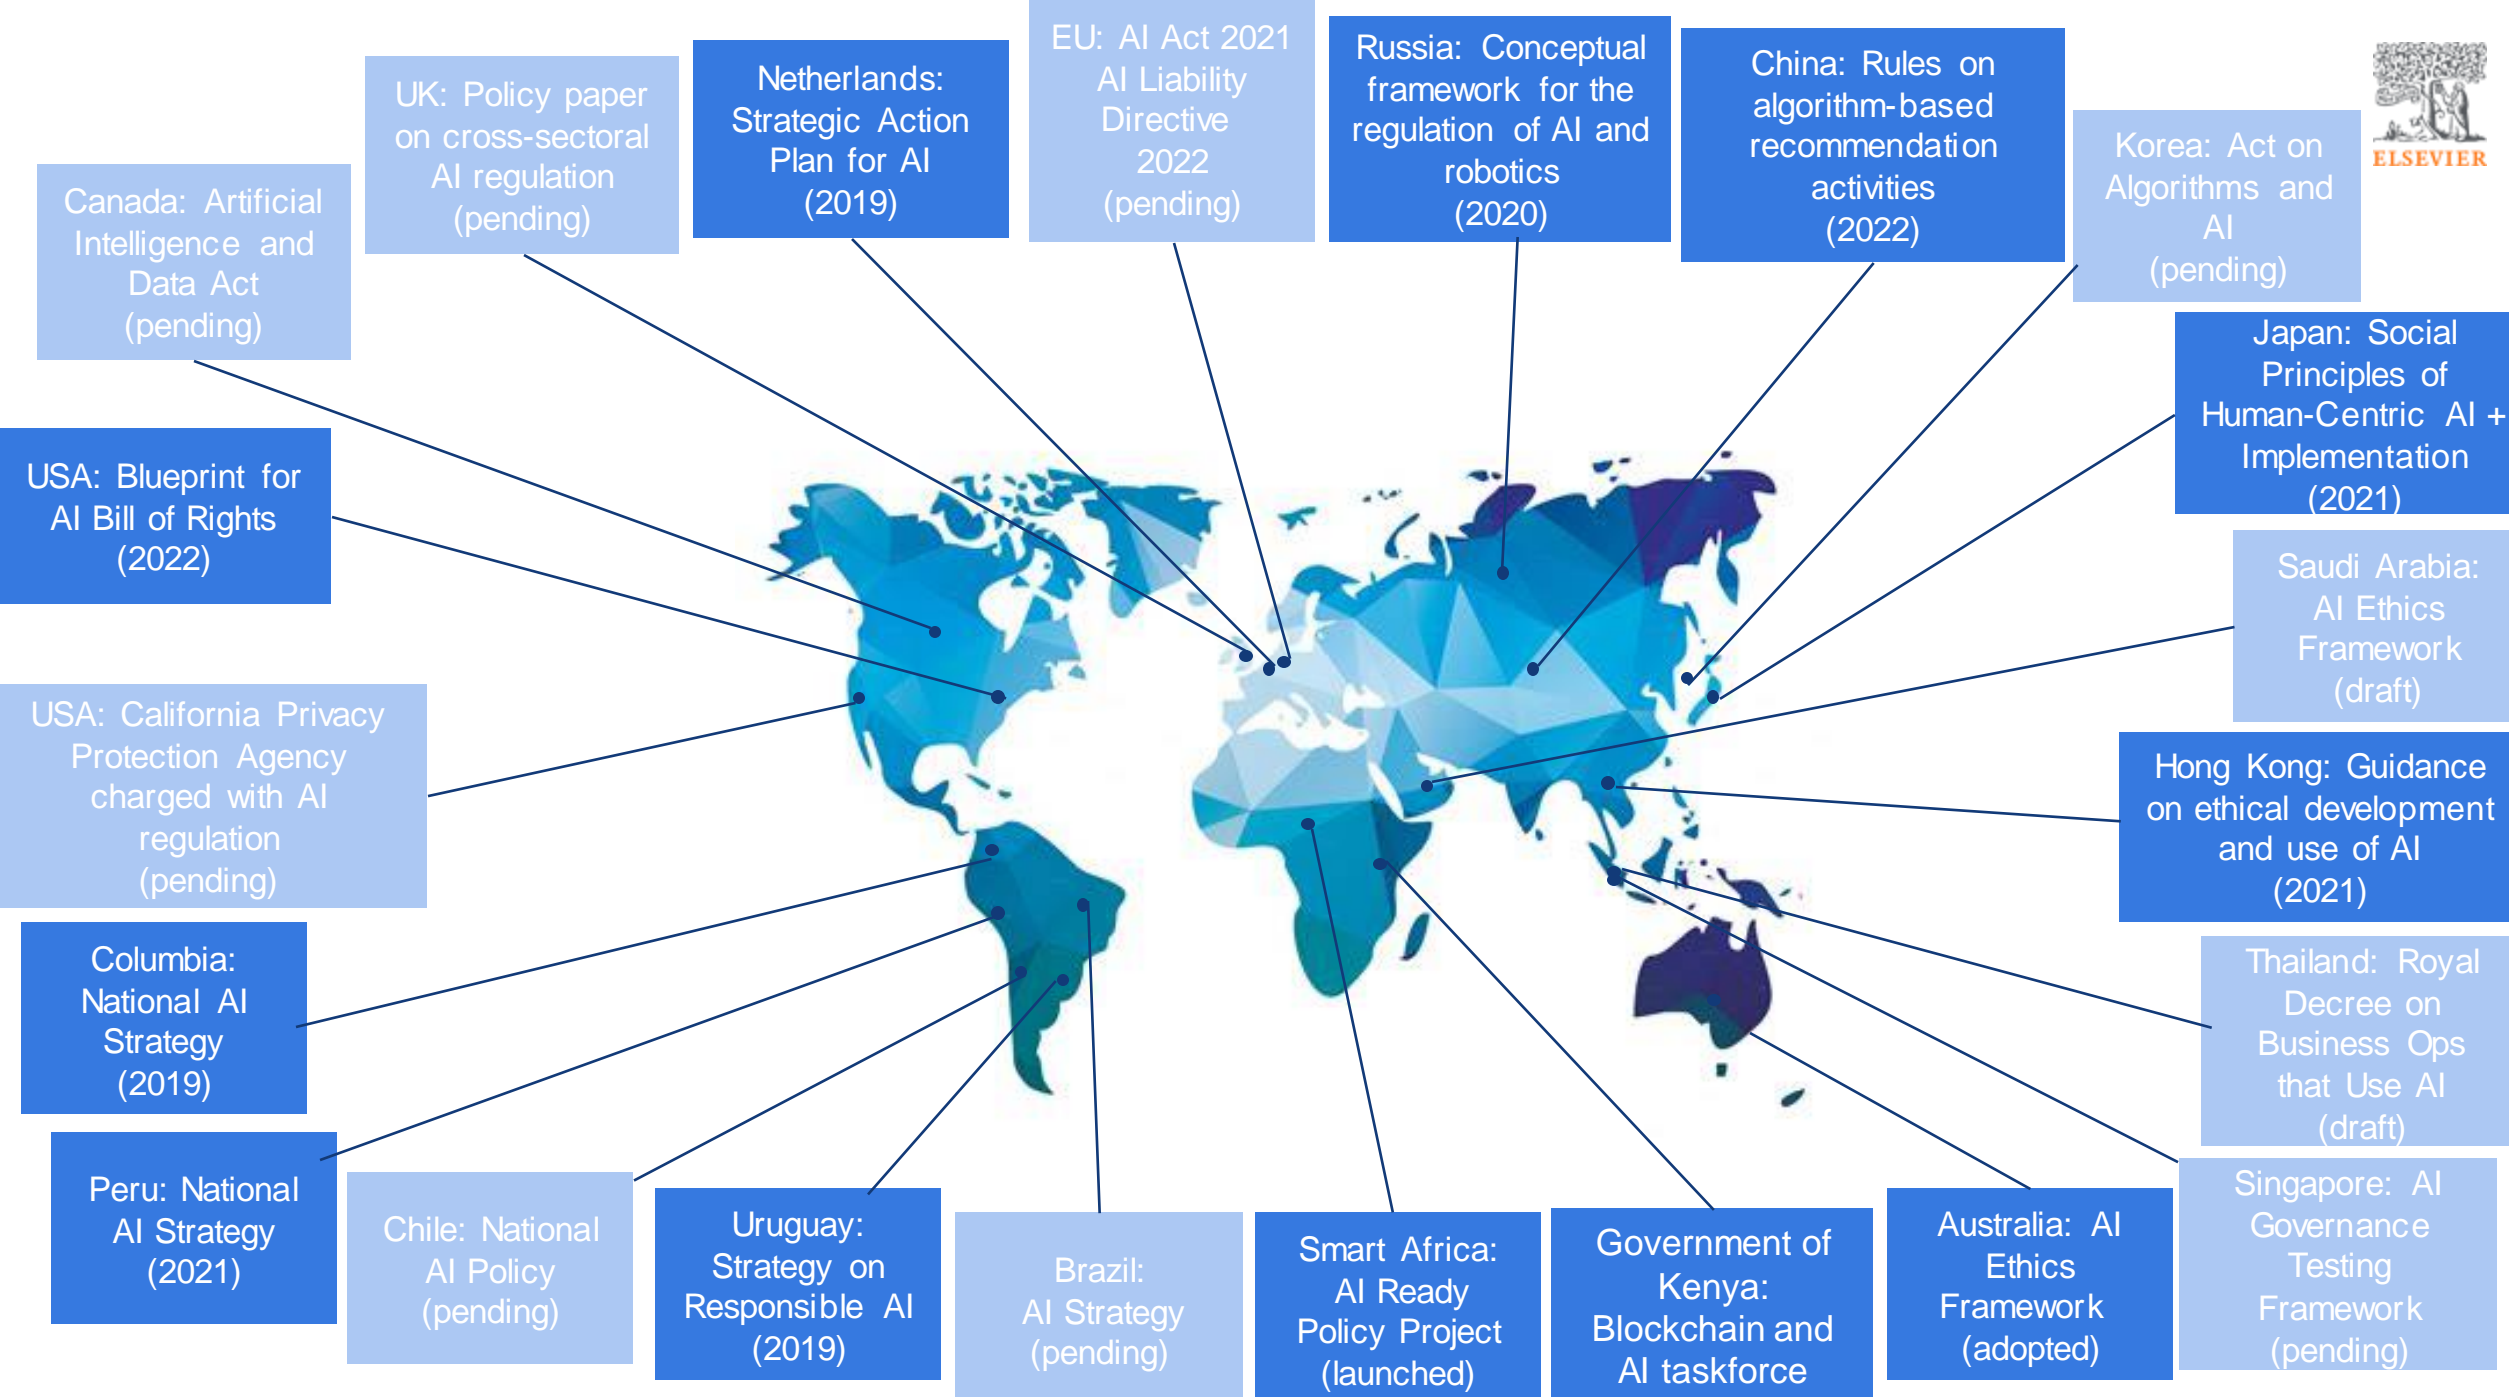 Canada: Artificial
Intelligence and
Data Act
(pending)
UK: Policy paper
on cross-sectoral
AI regulation
(pending)
Netherlands:
Strategic Action
Plan for AI
(2019)
EU: AI Act 2021
AI Liability
Directive
2022
(pending)
Russia: Conceptual
framework for the
regulation of AI and
robotics
(2020)
China: Rules on
algorithm-based
recommendation
activities
(2022)
Korea: Act on
Algorithms and
AI
(pending)
ELSEVIER
Japan: Social
Principles of
Human-Centric AI +
Implementation
(2021)
USA: Blueprint for
AI Bill of Rights
(2022)
Saudi Arabia:
AI Ethics
Framework
(draft)
USA: California Privacy
Protection Agency
charged with AI
regulation
(pending)
Hong Kong: Guidance
on ethical development
and use of AI
(2021)
Columbia:
National AI
Strategy
(2019)
Thailand: Royal
Decree on
Business Ops
that Use AI
(draft)
Peru: National
AI Strategy
(2021)
Chile: National
AI Policy
(pending)
Uruguay:
Strategy on
Responsible AI
(2019)
Brazil:
AI Strategy
(pending)
Smart Africa:
AI Ready
Policy Project
(launched)
Government of
Kenya:
Blockchain and
AI taskforce
Australia: AI
Ethics
Framework
(adopted)
Singapore: AI
Governance
Testing
Framework
(pending)